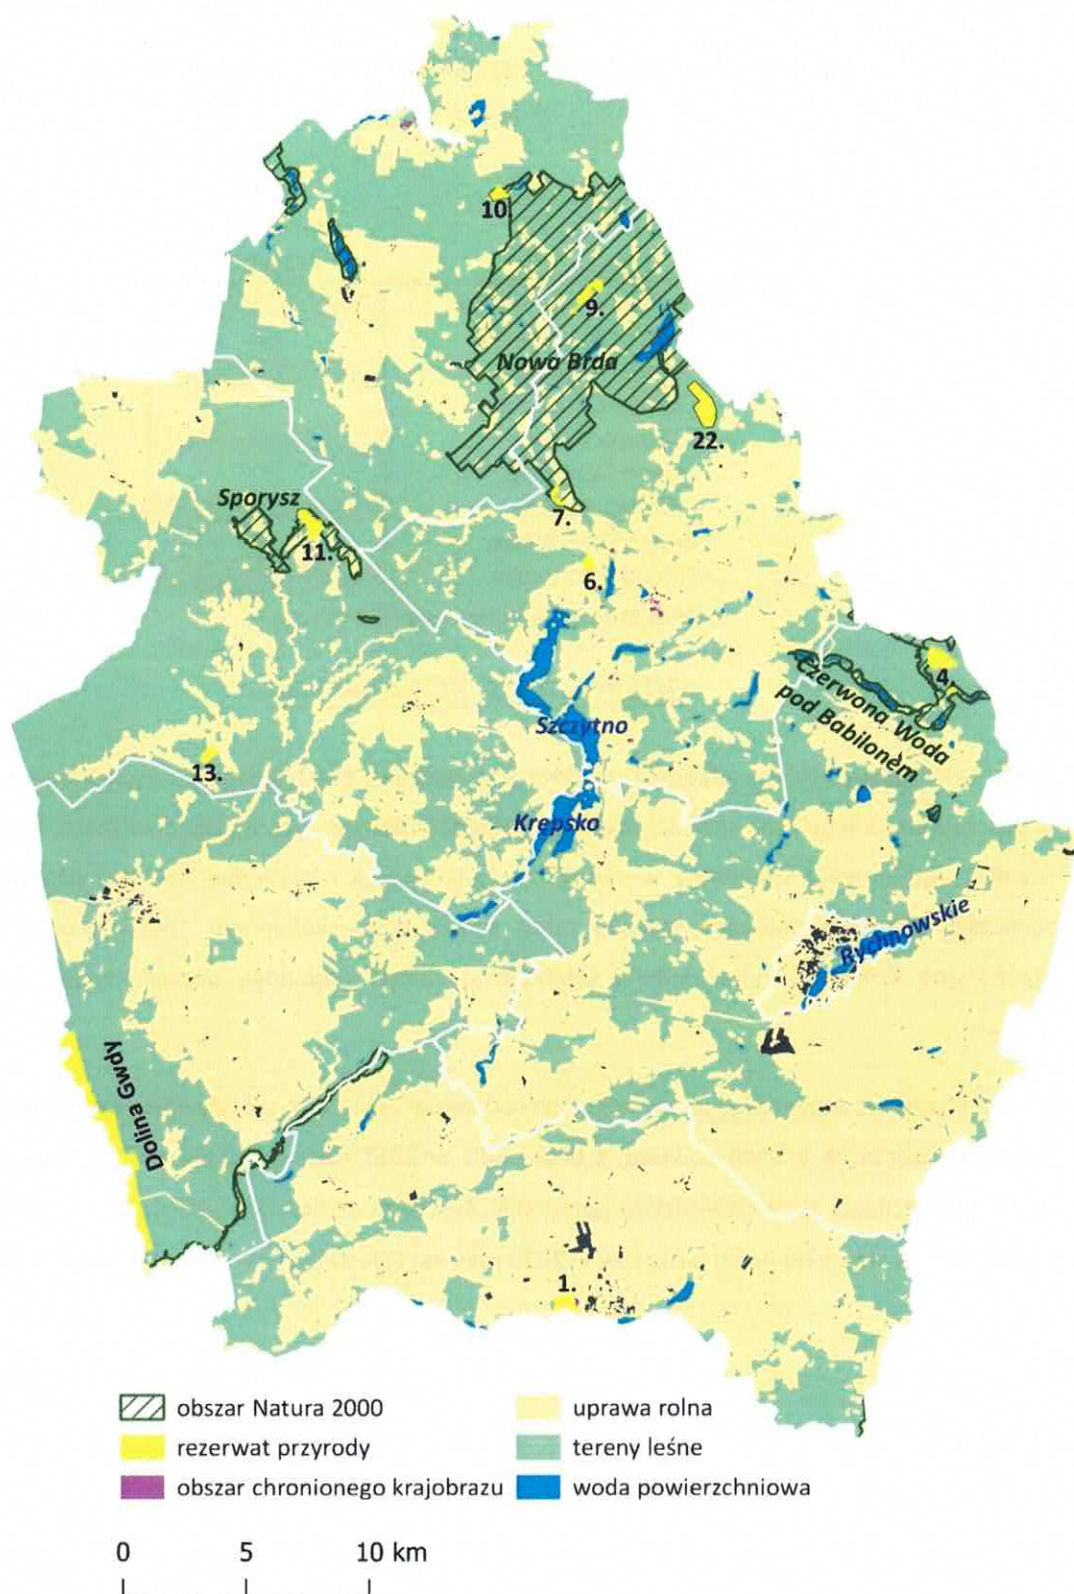 10.
9.
Nowa Brda
22.
Sporysz
7.
11.
6.
4.
Czerwona Woda
pod Babilonem
Szczytno
13.
Krępsko
Rychnowskie
Dolina Gwdy
1.
obszar Natura 2000
rezerwat przyrody
obszar chronionego krajobrazu
uprawa rolna
tereny leśne
woda powierzchniowa
0 5 10 km